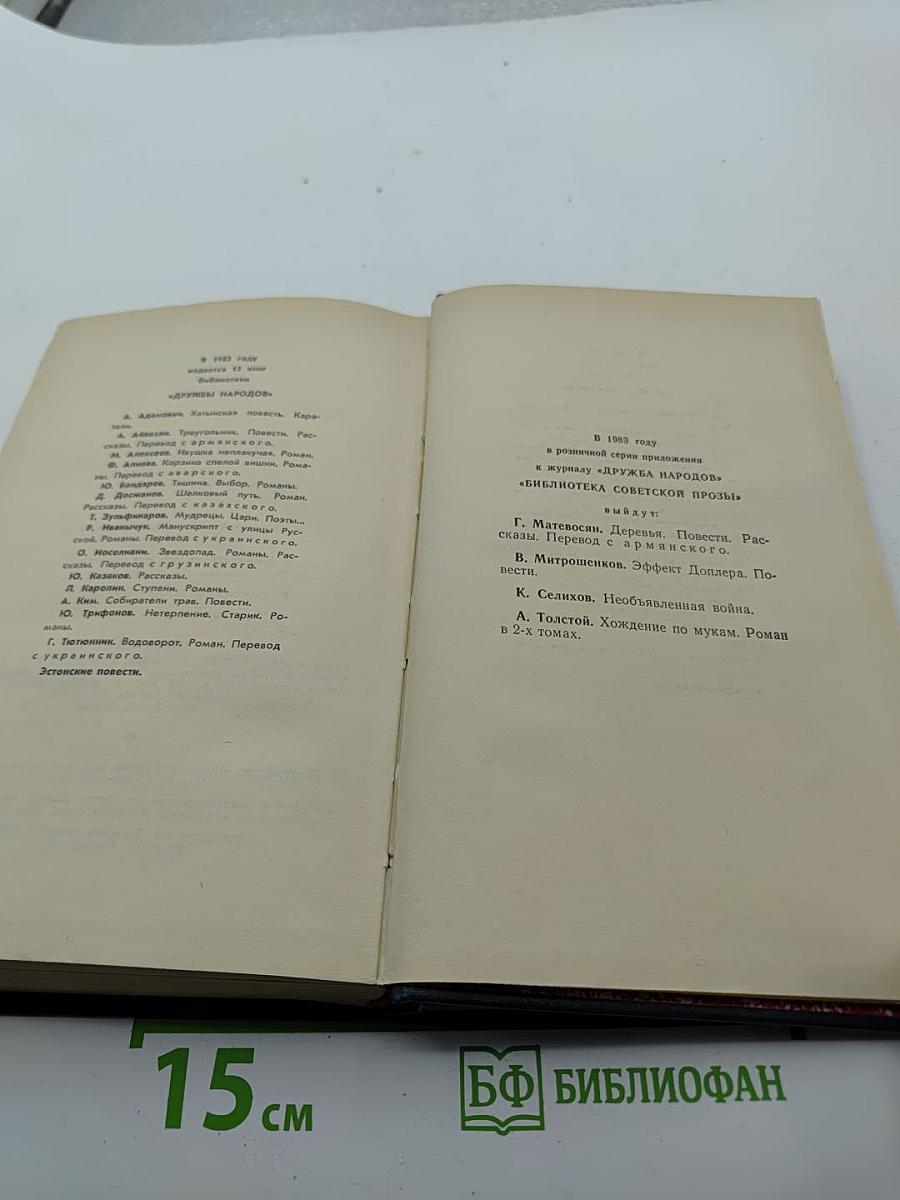 В 1983 году
издается 15 книг
Библиотеки
«ДРУЖБЫ НАРОДОВ»
А. Адамович. Хатынская повесть. Кара-
тели.
А. Айвазян. Треугольник. Повести. Рас-
сказы. Перевод с армянского.
М. Алексеев. Ивушка неплакучая. Роман.
Ф. Алиева. Корзина спелой вишни. Рома-
ны. Перевод с аварского.
Ю. Бондарев. Тишина. Выбор. Романы.
Д. Досжанов. Шелковый путь. Роман.
Рассказы. Перевод с казахского.
Т. Зульфикаров. Мудрецы. Цари. Поэты...
Р. Иванычук. Манускрипт с улицы Рус-
ской. Романы. Перевод с украинского.
О. Иоселиани. Звездопад. Романы. Рас-
сказы. Перевод с грузинского.
Ю. Казаков. Рассказы.
Л. Карелин. Ступени. Романы.
А. Ким. Собиратели трав. Повести.
Ю. Трифонов. Нетерпение. Старик. Ро-
маны.
Г. Тютюнник. Водоворот. Роман. Перевод
с украинского.
Эстонские повести.
В 1983 году
в розничной серии приложения
к журналу «ДРУЖБА НАРОДОВ»
«БИБЛИОТЕКА СОВЕТСКОЙ ПРОЗЫ»
выйдут:
Г. Матевосян. Деревья. Повести. Рас-
сказы. Перевод с армянского.
В. Митрошенков. Эффект Доплера. По-
вести.
К. Селихов. Необъявленная война.
А. Толстой. Хождение по мукам. Роман
в 2-х томах.
15 см
БФ БИБЛИОФАН